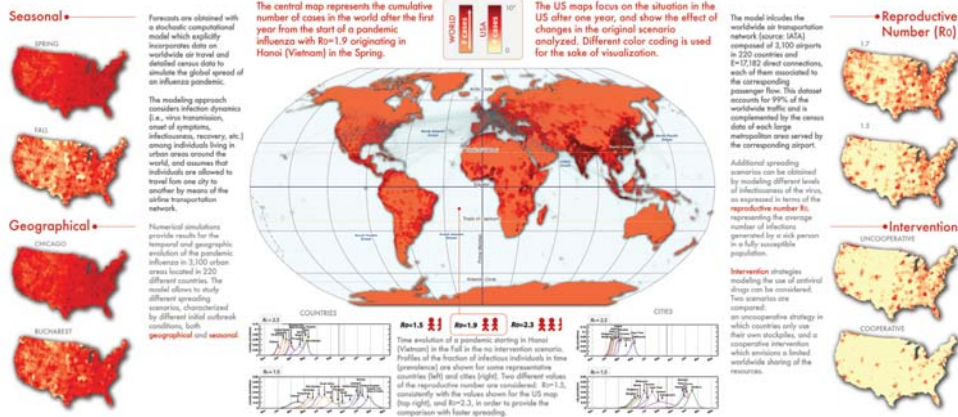 Seasonal
SPRING
FALL
Geographical
CHICAGO
BUCHAREST
Forecasts are obtained with
a stochastic computational
model which explicitly
incorporates data on
worldwide air travel and
detailed census data to
simulate the global spread of
an influenza pandemic.
The modeling approach
considers infection dynamics
(i.e., virus transmission,
onset of symptoms,
infectiousness, recovery, etc.)
among individuals living in
urban areas around the
world, and assumes that
individuals are allowed to
travel from one city to
another by means of the
airline transportation
network.
Numerical simulations
provide results for the
temporal and geographic
evolution of the pandemic
influenza in 3,100 urban
areas located in 220
different countries. The
model allows to study
different spreading
scenarios, characterized
by different initial outbreak
conditions, both
geographical and seasonal.
The central map represents the cumulative
number of cases in the world after the first
year from the start of a pandemic
influenza with R0=1.9 originating in
Hanoi (Vietnam) in the Spring.
WORLD
# cases
USA
# cases
0
The US maps focus on the situation in the
US after one year, and show the effect of
changes in the original scenario
analyzed. Different color coding is used
for the sake of visualization.
COUNTRIES
R0=1.5
R0=1.9
R0=2.3
CITIES
Time evolution of a pandemic starting in Hanoi
(Vietnam) in the Fall in the no intervention scenario.
Profiles of the fraction of infectious individuals in time
(prevalence) are shown for some representative
countries (left) and cities (right). Two different values
of the reproductive number are considered: R0=1.5,
consistently with the values shown for the US map
(top right), and R0=2.3, in order to provide the
comparison with faster spreading.
The model inlcudes the
worldwide air transportation
network (source: IATA)
composed of 3,100 airports
in 220 countries and
E=17,182 direct connections,
each of them associated to
the corresponding
passenger flow. This dataset
accounts for 99% of the
worldwide traffic and is
complemented by the census
data of each large
metropolitan area served by
the corresponding airport.
Additional spreading
scenarios can be obtained
by modeling different levels
of infectiousness of the virus,
as expressed in terms of the
reproductive number R0,
representing the average
number of infections
generated by a sick person
in a fully susceptible
population.
Intervention strategies
modeling the use of antiviral
drugs can be considered.
Two scenarios are
compared:
an uncooperative strategy in
which countries only use
their own stockpiles, and a
cooperative intervention
which envisions a limited
worldwide sharing of the
resources.
Reproductive
Number (R0)
1.7
1.5
Intervention
UNCOOPERATIVE
COOPERATIVE